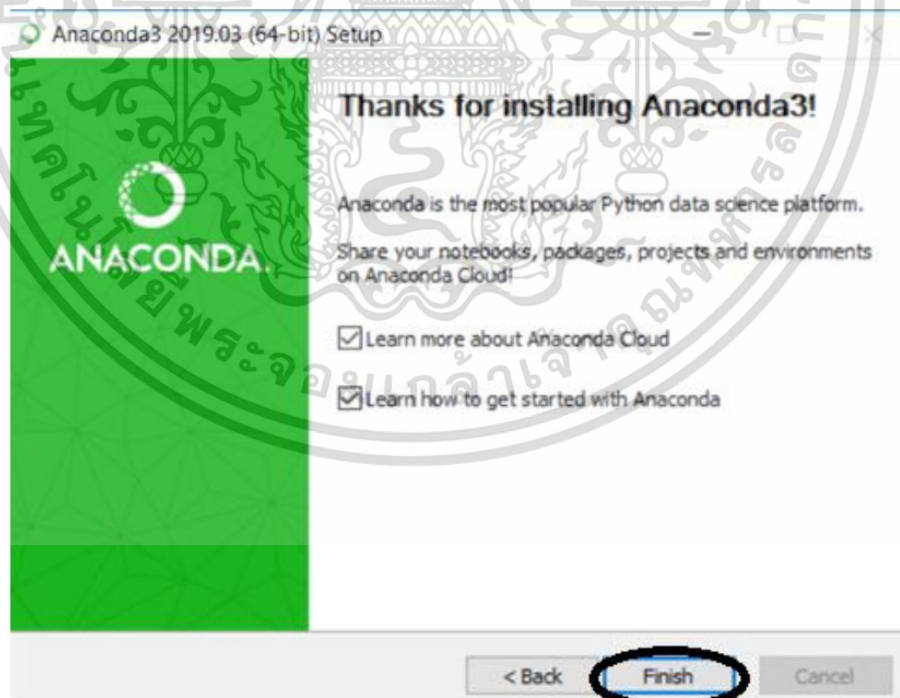 Anaconda3 2019.03 (64-bit) Setup
Thanks for installing Anaconda3!
ANACONDA.
Anaconda is the most popular Python data science platform.
Share your notebooks, packages, projects and environments
on Anaconda Cloud!
Learn more about Anaconda Cloud
Learn how to get started with Anaconda
< Back
Finish
Cancel